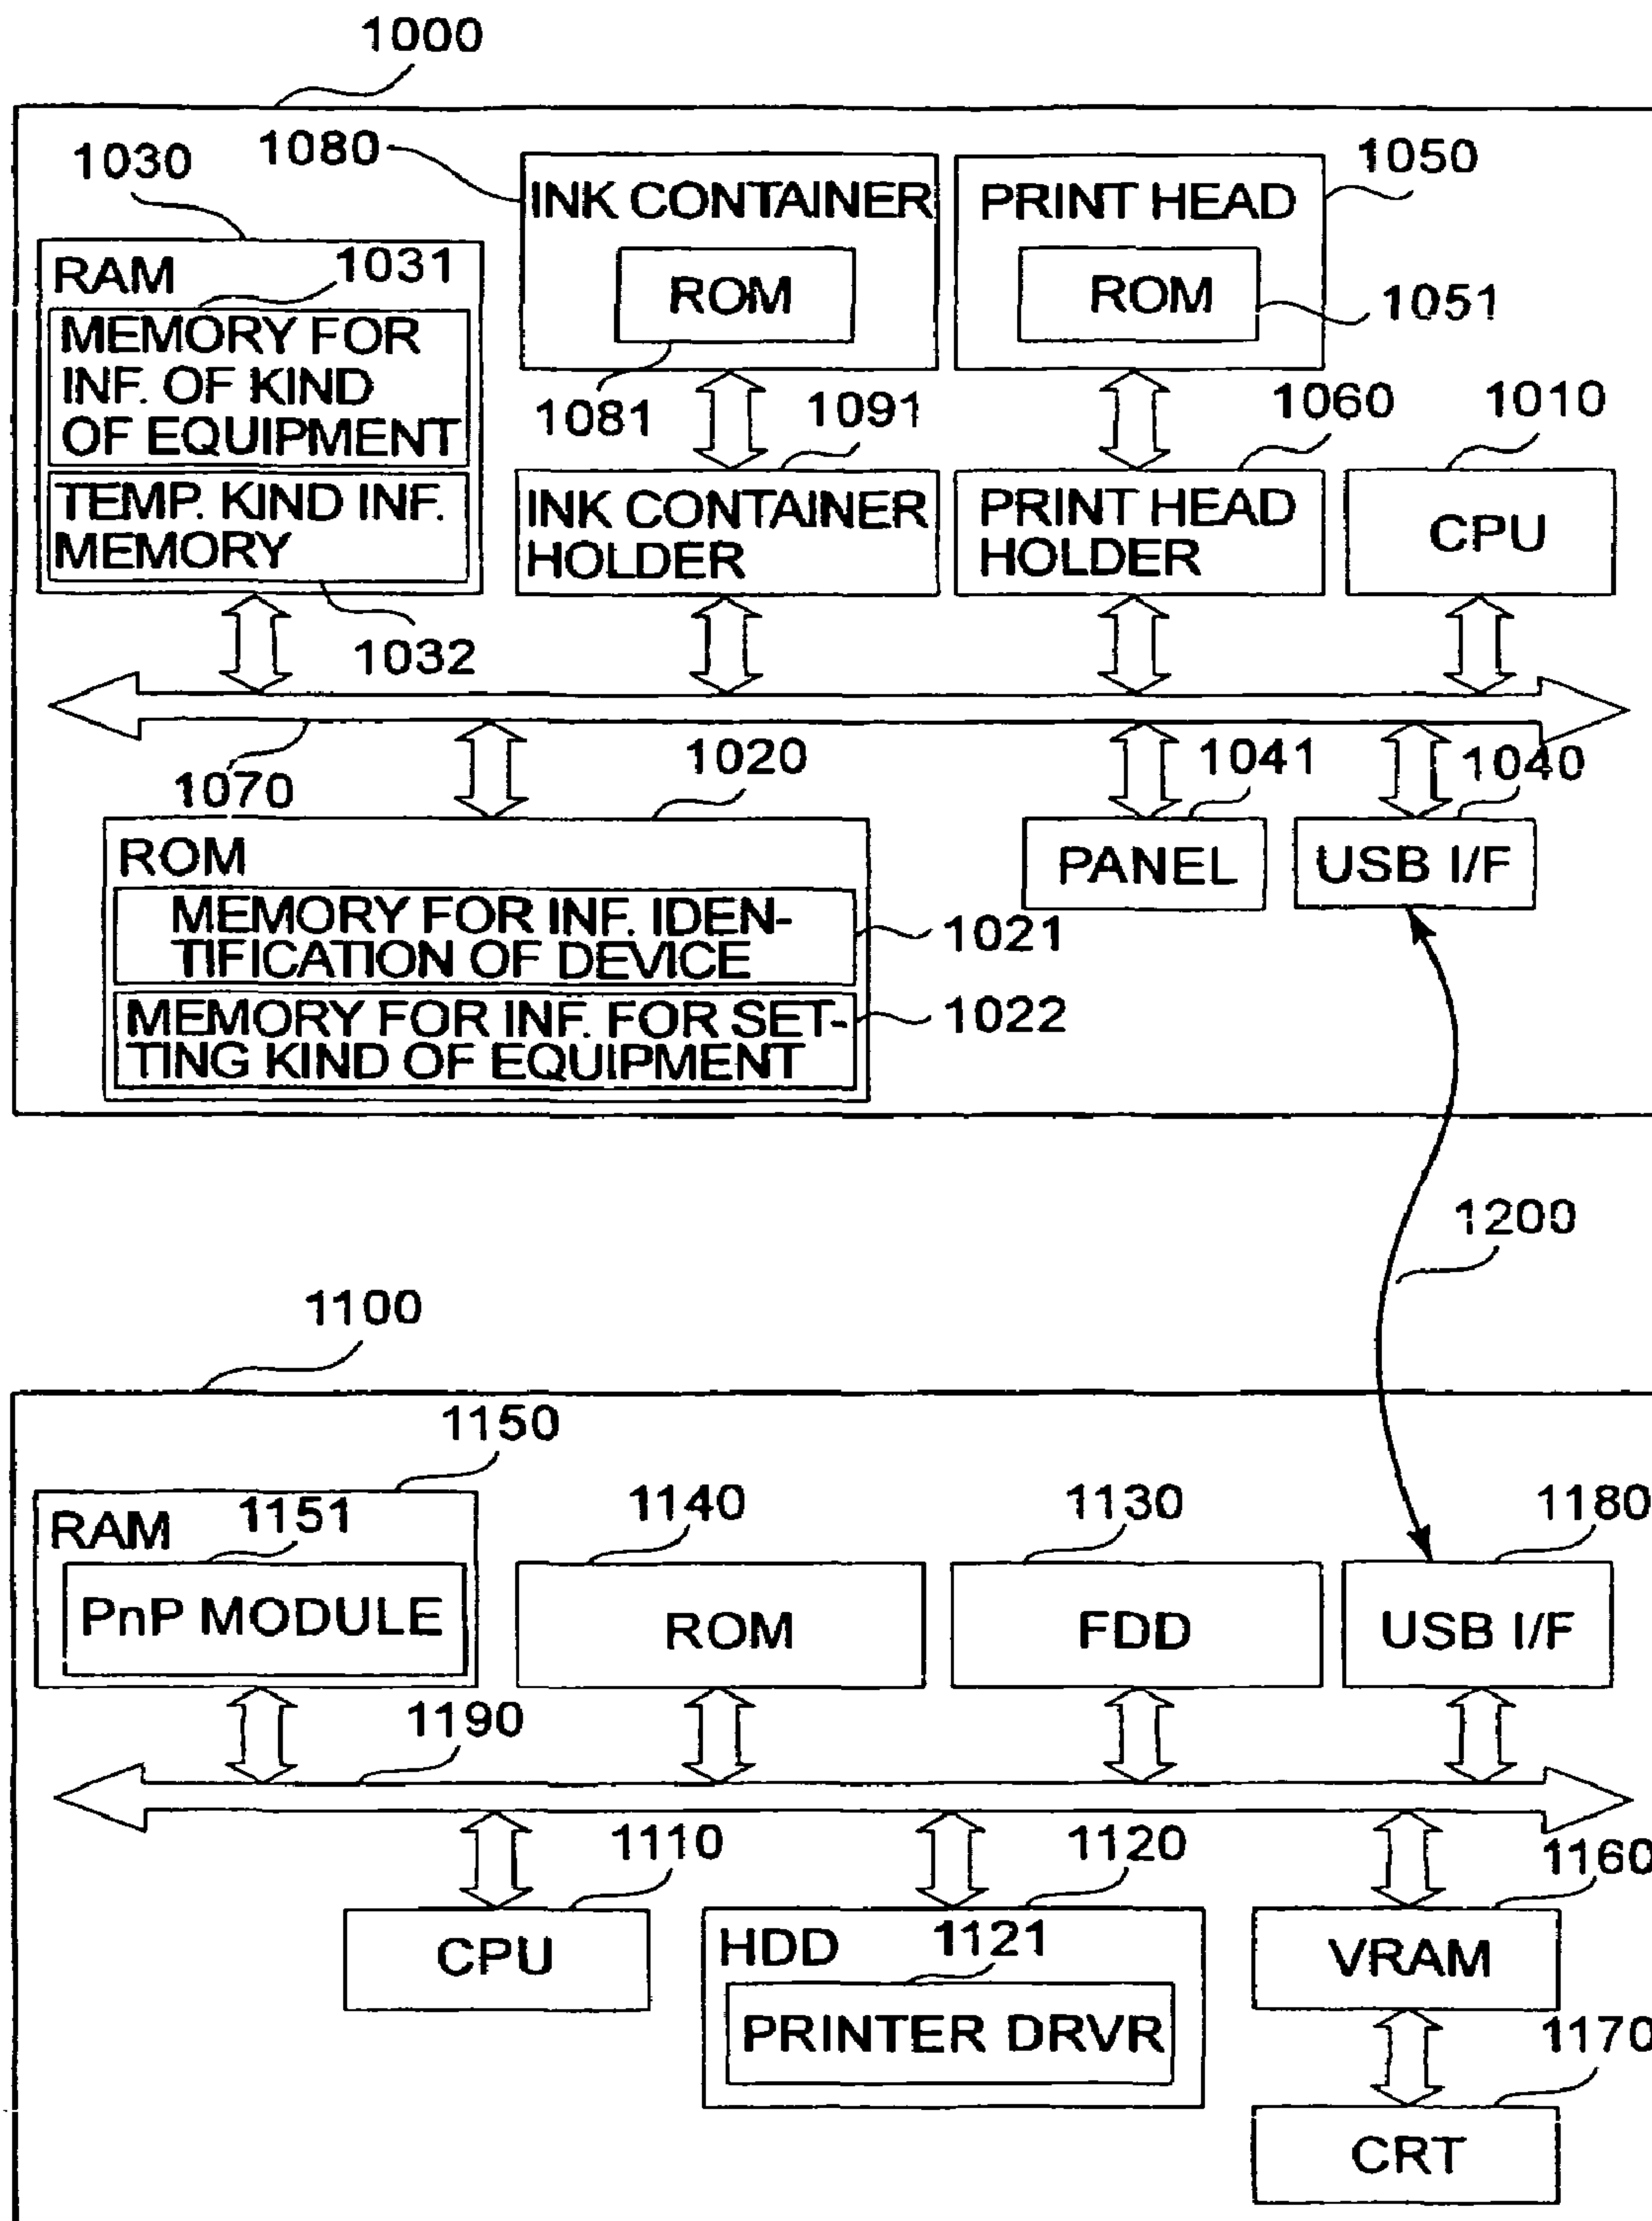 1000
1030
1080
INK CONTAINER
ROM
1081
PRINT HEAD
ROM
1050
1051
RAM
1031
MEMORY FOR
INF. OF KIND
OF EQUIPMENT
TEMP. KIND INF.
MEMORY
1032
1091
INK CONTAINER
HOLDER
1060
PRINT HEAD
HOLDER
1010
CPU
1070
1020
ROM
MEMORY FOR INF. IDEN-
TIFICATION OF DEVICE
1021
MEMORY FOR INF. FOR SET-
TING KIND OF EQUIPMENT
1022
1041
PANEL
1040
USB I/F
1200
1100
1150
RAM
1151
PnP MODULE
1140
ROM
1130
FDD
1180
USB I/F
1190
1110
CPU
1120
HDD
1121
PRINTER DRVR
1160
VRAM
1170
CRT